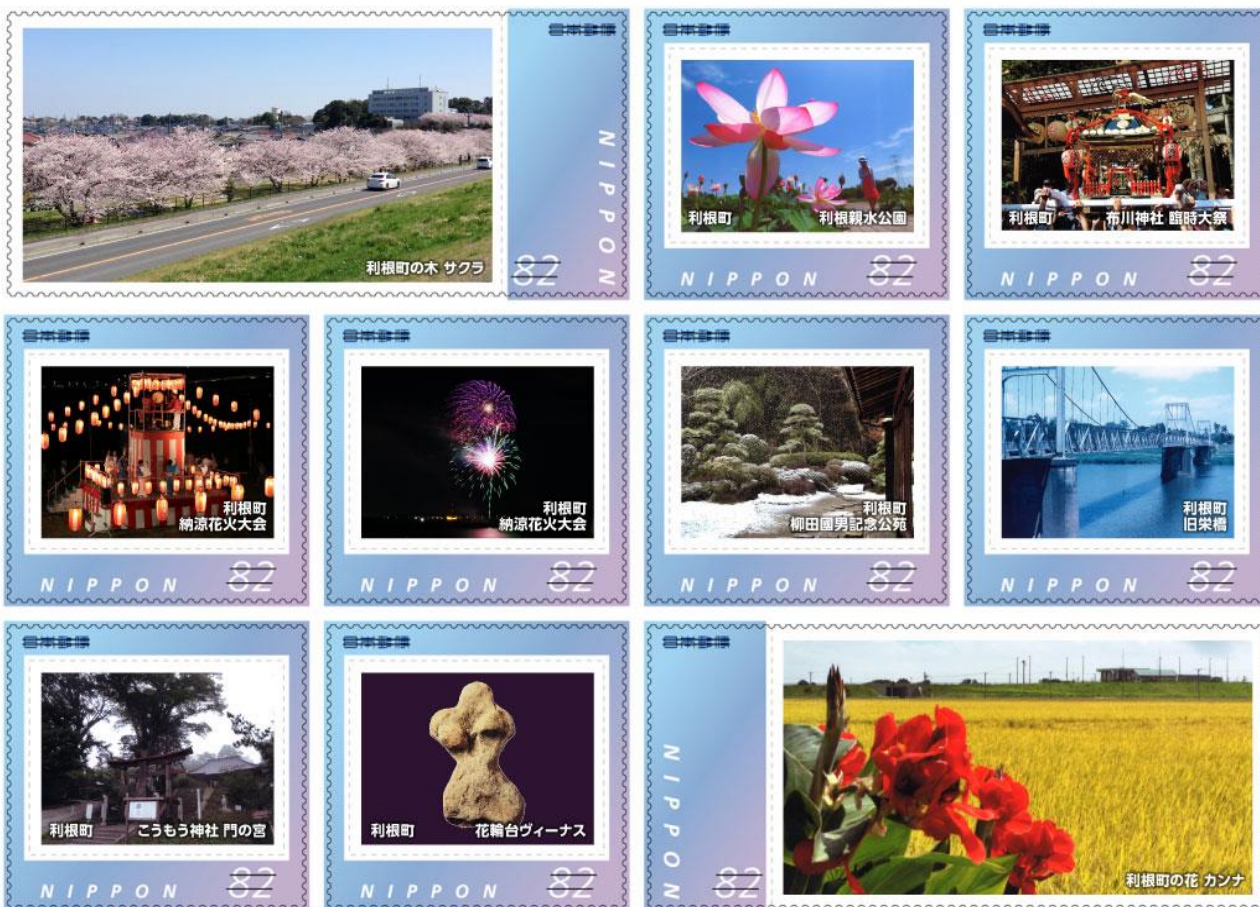 日本郵便
NIPPON
82
利根町の木 サクラ
日本郵便
利根町 利根親水公園
NIPPON 82
日本郵便
利根町 布川神社 臨時大祭
NIPPON 82
日本郵便
利根町
納涼花火大会
NIPPON 82
日本郵便
利根町
納涼花火大会
NIPPON 82
日本郵便
利根町
柳田國男記念公苑
NIPPON 82
日本郵便
利根町
旧栄橋
NIPPON 82
日本郵便
利根町 こうもう神社 門の宮
NIPPON 82
日本郵便
利根町 花輪台ヴィーナス
NIPPON 82
日本郵便
NIPPON
82
利根町の花 カンナ